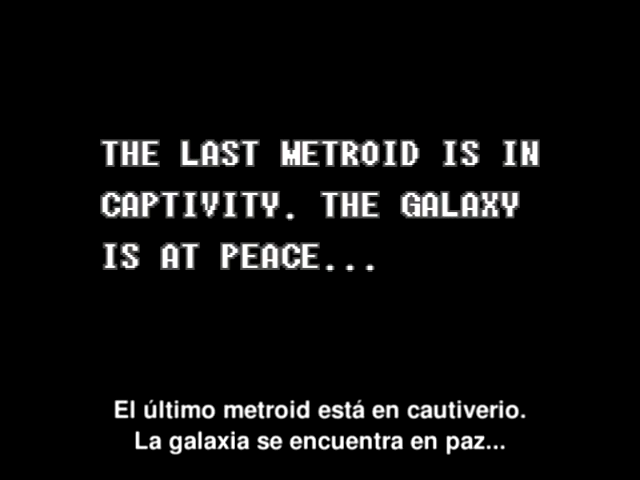 THE LAST METROID IS IN
CAPTIVITY. THE GALAXY
IS AT PEACE...
El último metroid está en cautiverio.
La galaxia se encuentra en paz...